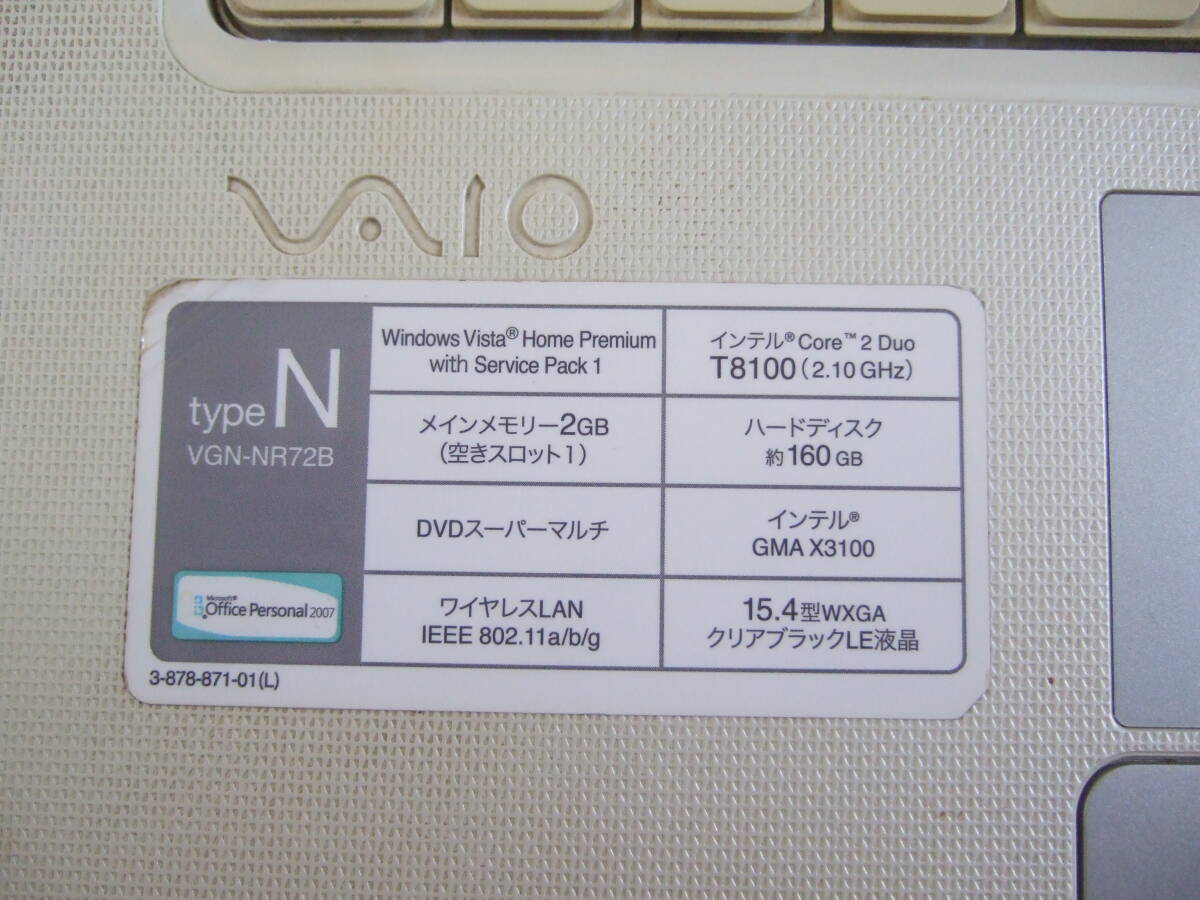 VAIO
type N
VGN-NR72B
Microsoft®
Office Personal 2007
Windows Vista® Home Premium
with Service Pack 1
インテル® Core™ 2 Duo
T8100 (2.10 GHz)
メインメモリー2GB
(空きスロット1)
ハードディスク
約160 GB
DVDスーパーマルチ
インテル®
GMA X3100
ワイヤレスLAN
IEEE 802.11a/b/g
15.4型WXGA
クリアブラックLE液晶
3-878-871-01(L)